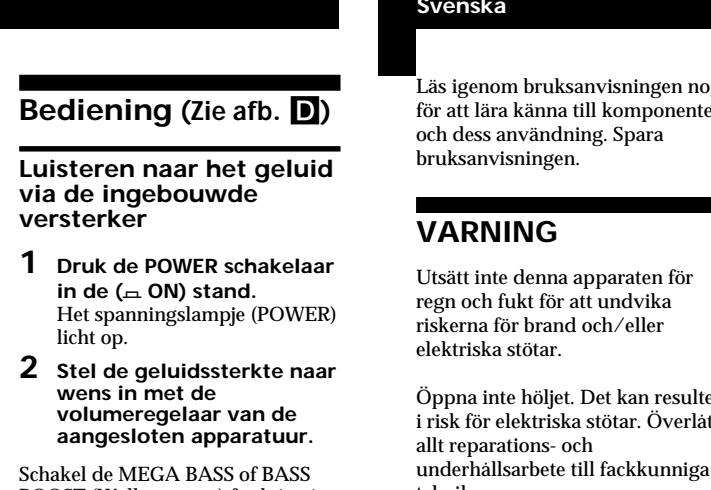 Bediening (Zie afb. D)
Luisteren naar het geluid
via de ingebouwde
versterker
1 Druk de POWER schakelaar
in de (⎍ ON) stand.
Het spanningslampje (POWER)
licht op.
2 Stel de geluidssterkte naar
wens in met de
volumeregelaar van de
aangesloten apparatuur.
Schakel de MEGA BASS of BASS
Svenska
Läs igenom bruksanvisningen
för att lära känna till
och dess användning. Spara
bruksanvisningen.
VARNING
Utsätt inte denna apparaten för
regn och fukt för att undvika
riskerna för brand och/eller
elektriska stötar.
Öppna inte höljet. Det kan
i risk för elektriska stötar.
allt reparations- och
underhållsarbete till fackkunniga